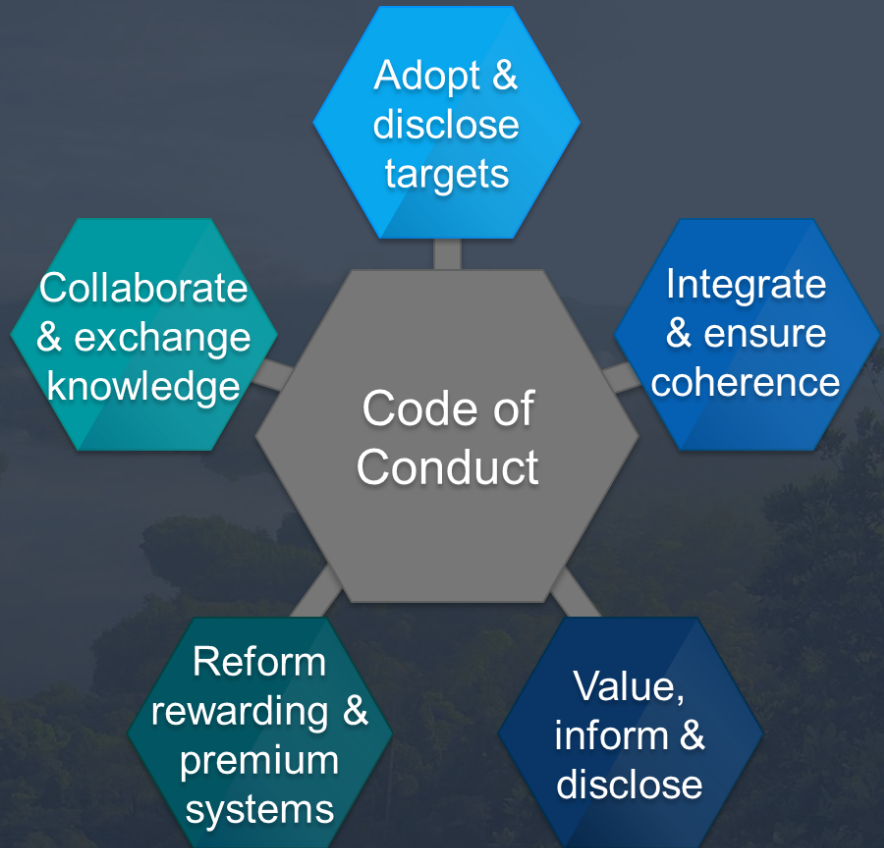 Adopt &
disclose
targets
Collaborate
& exchange
knowledge
Integrate
& ensure
coherence
Code of
Conduct
Reform
rewarding &
premium
systems
Value,
inform &
disclose